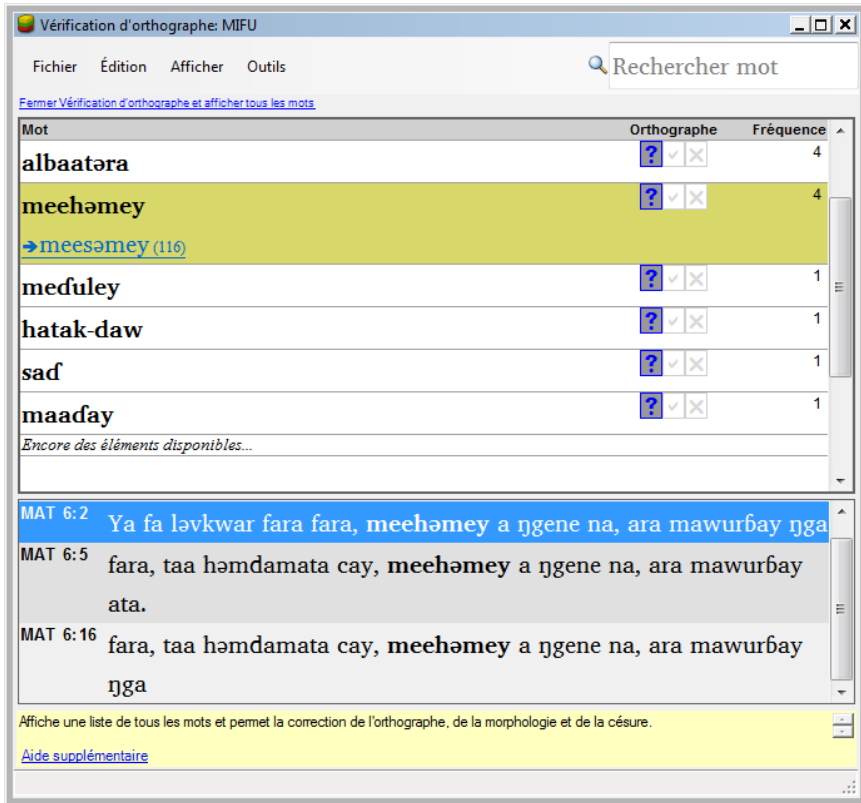 Vérification d'orthographe: MIFU
Fichier Édition Afficher Outils
Rechercher mot
Fermer Vérification d'orthographe et afficher tous les mots
Mot Orthographe Fréquence
albaatəra ? 4
meehəmey ? 4
➔meesəmey (116)
meɗuley ? 1
hatak-daw ? 1
saɗ ? 1
maaɗay ? 1
Encore des éléments disponibles...
MAT 6:2 Ya fa ləvkwar fara fara, meehəmey a ŋgene na, ara mawurɓay ŋga
MAT 6:5 fara, taa həmdamata cay, meehəmey a ŋgene na, ara mawurɓay
ata.
MAT 6:16 fara, taa həmdamata cay, meehəmey a ŋgene na, ara mawurɓay
ŋga
Affiche une liste de tous les mots et permet la correction de l'orthographe, de la morphologie et de la césure.
Aide supplémentaire